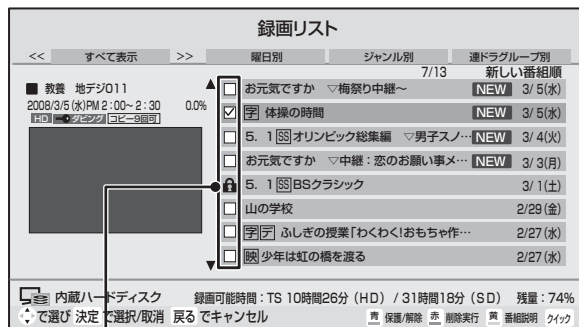 録画リスト
<< すべて表示 >> 曜日別 ジャンル別 連ドラグループ別
7/13 新しい番組順
教養 地デジ011
2008/3/5(水)PM 2:00~2:30 0.0%
HD ダビング コピー9回可
お元気ですか ▽梅祭り中継~ NEW 3/5(水)
字 体操の時間 NEW 3/5(水)
5.1 SS オリンピック総集編 ▽男子スノ… NEW 3/4(火)
お元気ですか ▽中継:恋のお願い事メ… NEW 3/3(月)
5.1 SS BSクラシック 3/1(土)
山の学校 2/29(金)
字 デ ふしぎの授業「わくわく!おもちゃ作… 2/27(水)
映 少年は虹の橋を渡る 2/27(水)
内蔵ハードディスク 録画可能時間:TS 10時間26分(HD)/31時間18分(SD) 残量:74%
で選び 決定 で選択/取消 戻る でキャンセル 青 保護/解除 赤 削除実行 黄 番組説明 クイック